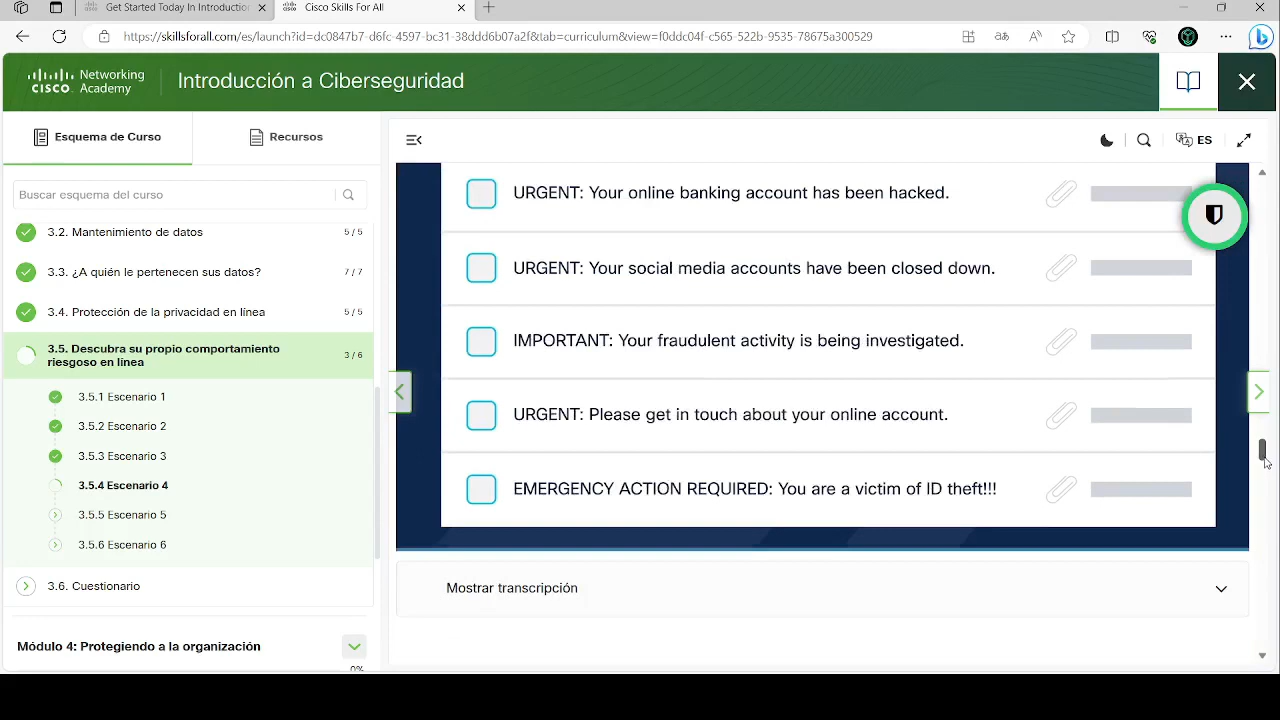 Get Started Today In Introduction
Cisco Skills For All
https://skillsforall.com/es/launch?id=dc0847b7-d6fc-4597-bc31-38ddd6b07a2f&tab=curriculum&view=f0ddc04f-c565-522b-9535-78675a300529
Networking
CISCO Academy
Introducción a Ciberseguridad
Esquema de Curso
Recursos
ES
Buscar esquema del curso
3.2. Mantenimiento de datos 5 / 5
3.3. ¿A quién le pertenecen sus datos? 7 / 7
3.4. Protección de la privacidad en línea 5 / 5
3.5. Descubra su propio comportamiento
riesgoso en línea 3 / 6
3.5.1 Escenario 1
3.5.2 Escenario 2
3.5.3 Escenario 3
3.5.4 Escenario 4
3.5.5 Escenario 5
3.5.6 Escenario 6
3.6. Cuestionario
Módulo 4: Protegiendo a la organización
0%
URGENT: Your online banking account has been hacked.
URGENT: Your social media accounts have been closed down.
IMPORTANT: Your fraudulent activity is being investigated.
URGENT: Please get in touch about your online account.
EMERGENCY ACTION REQUIRED: You are a victim of ID theft!!!
Mostrar transcripción